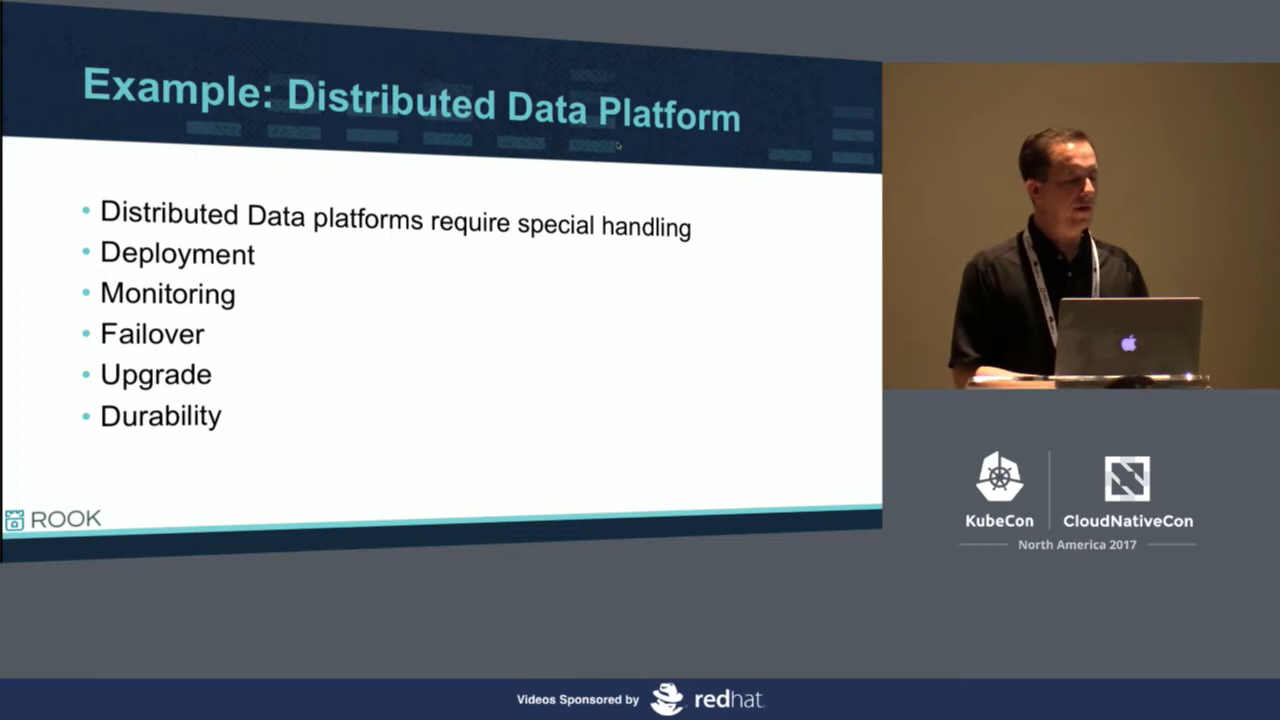 Example: Distributed Data Platform
• Distributed Data platforms require special handling
• Deployment
• Monitoring
• Failover
• Upgrade
• Durability
ROOK
KubeCon
CloudNativeCon
North America 2017
Videos Sponsored by
redhat